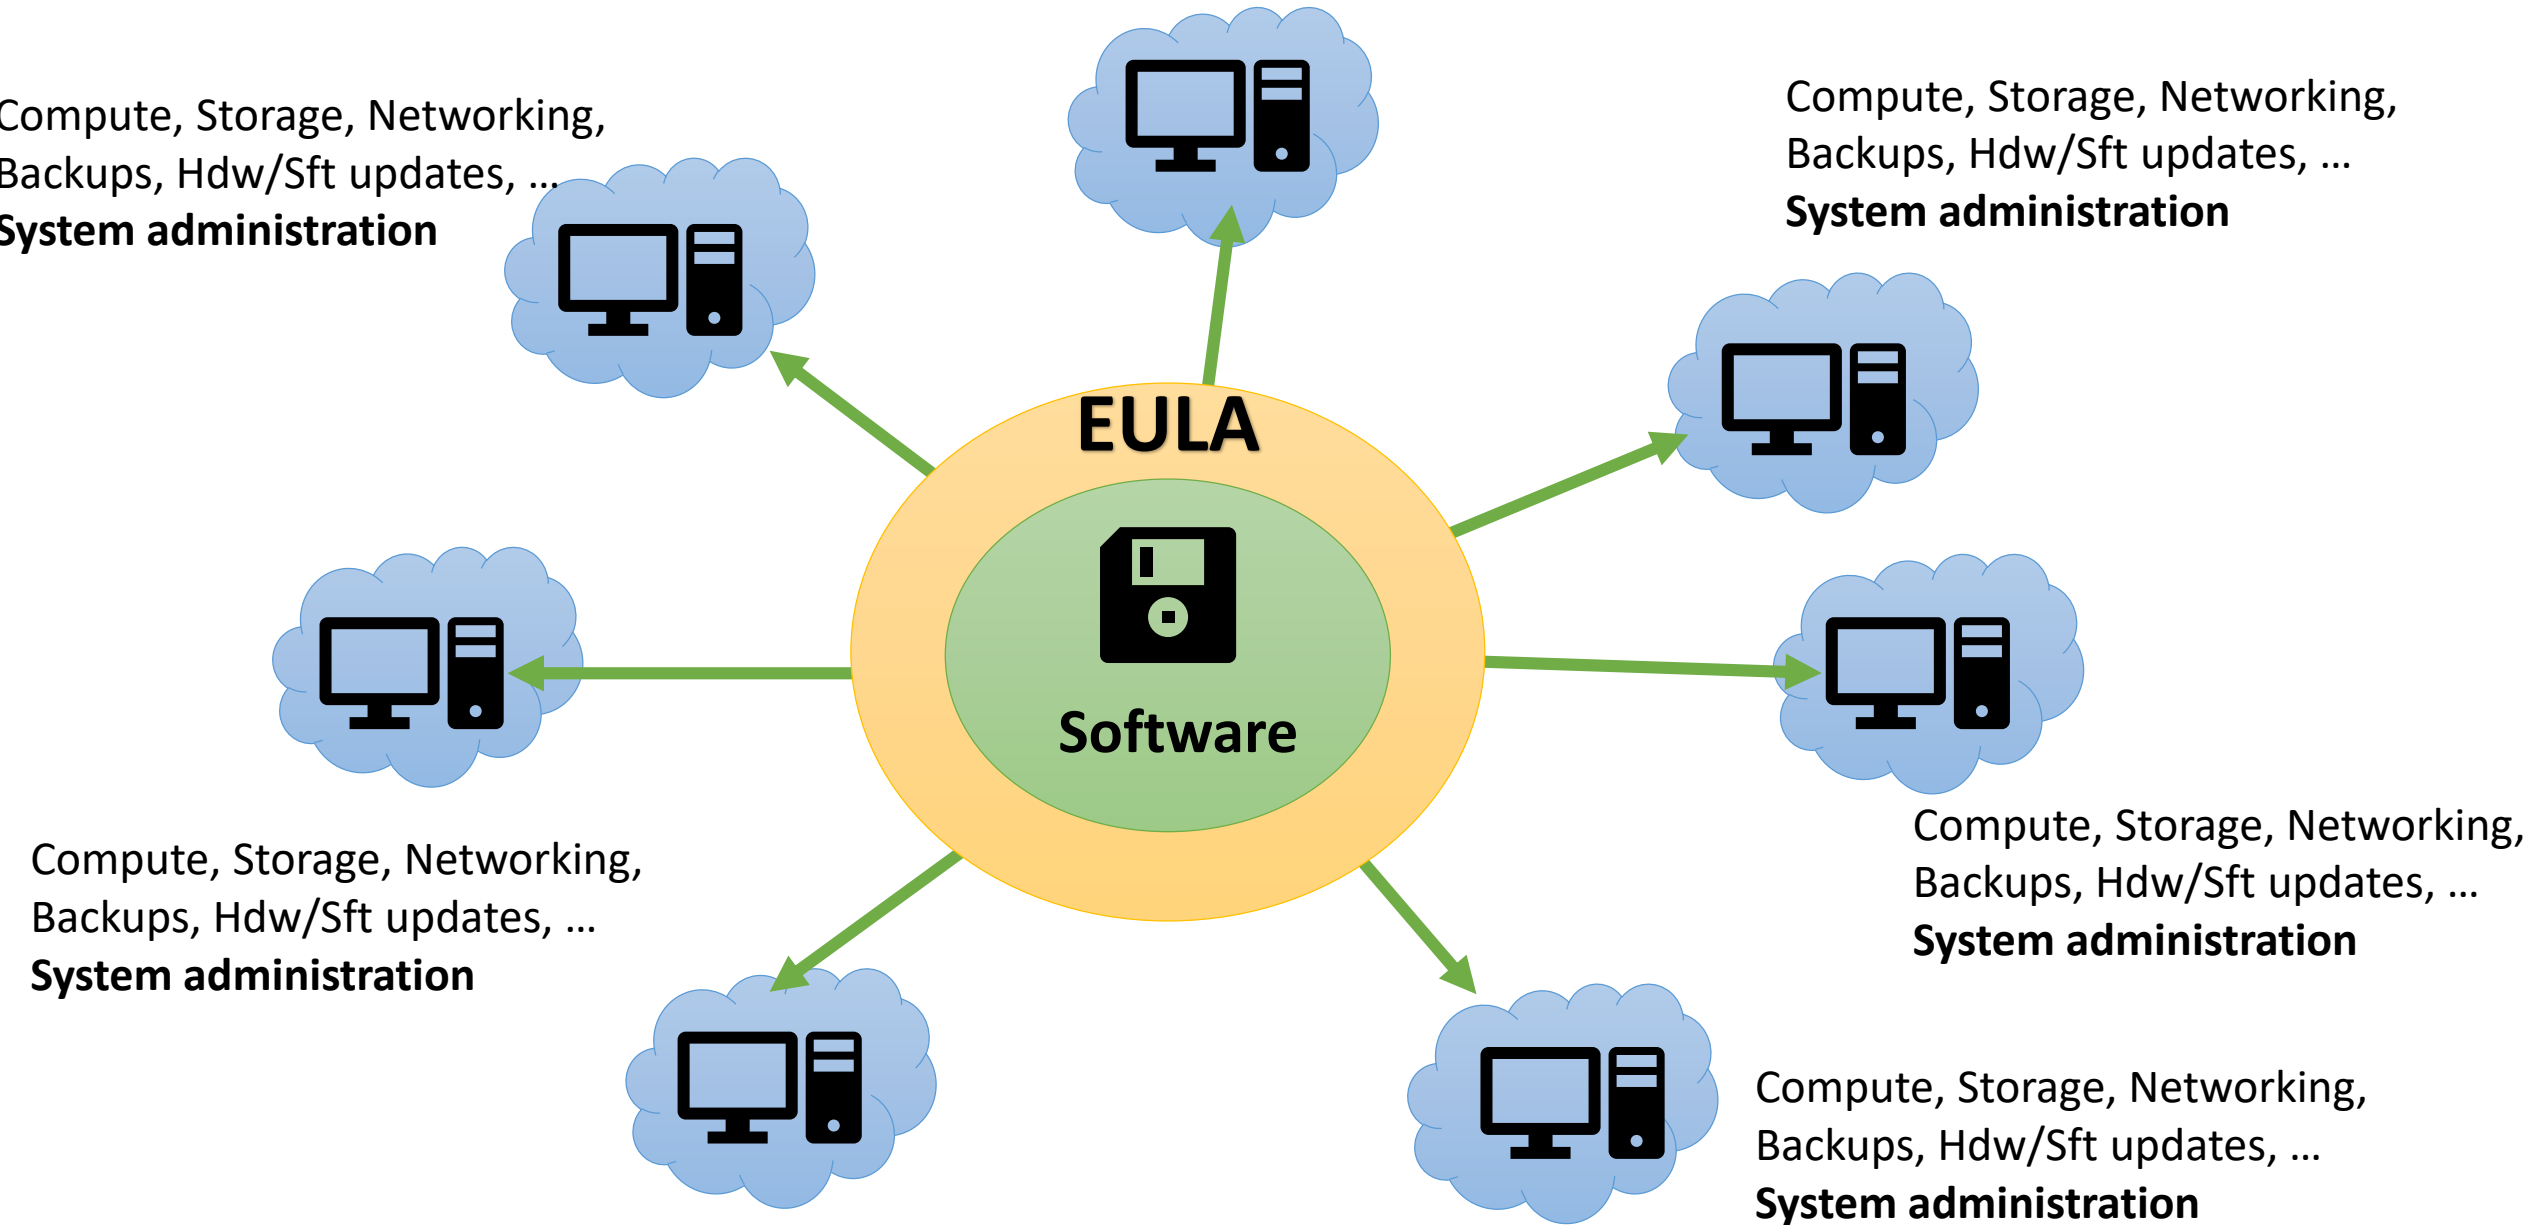 Compute, Storage, Networking,
Backups, Hdw/Sft updates, ...
System administration
Compute, Storage, Networking,
Backups, Hdw/Sft updates, ...
System administration
EULA
Software
Compute, Storage, Networking,
Backups, Hdw/Sft updates, ...
System administration
Compute, Storage, Networking,
Backups, Hdw/Sft updates, ...
System administration
Compute, Storage, Networking,
Backups, Hdw/Sft updates, ...
System administration